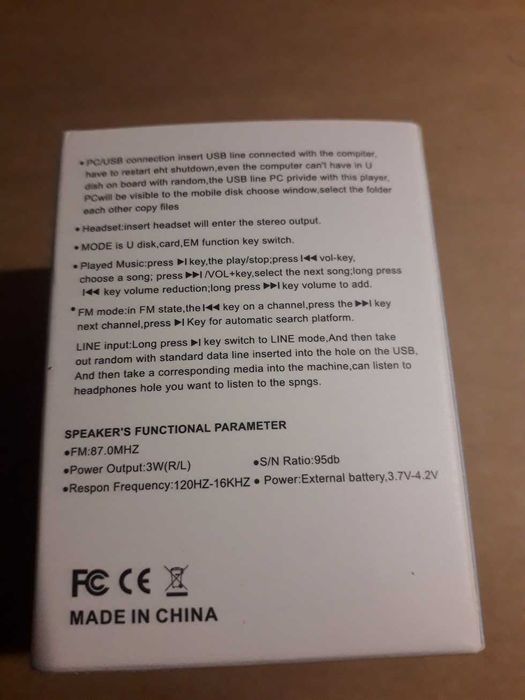 •PC/USB connection insert USB line connected with the compiter,
have to restart eht shutdown,even the computer can't have in U
dish on board with random,the USB line PC privide with this player,
PCwill be visible to the mobile disk choose window,select the folder
each other copy files
•Headset:insert headset will enter the stereo output.
•MODE is U disk,card,EM function key switch.
•Played Music:press ▶I key,the play/stop;press I◀◀ vol-key,
choose a song; press ▶▶I /VOL+key,select the next song;long press
I◀◀ key volume reduction;long press ▶▶I key volume to add.
•FM mode:in FM state,the I◀◀ key on a channel,press the ▶▶I key
next channel,press ▶I Key for automatic search platform.
LINE input:Long press ▶I key switch to LINE mode,And then take
out random with standard data line inserted into the hole on the USB,
And then take a corresponding media into the machine,can listen to
headphones hole you want to listen to the spngs.
SPEAKER'S FUNCTIONAL PARAMETER
•FM:87.0MHZ
•Power Output:3W(R/L) •S/N Ratio:95db
•Respon Frequency:120HZ-16KHZ • Power:External battery,3.7V-4.2V
FC CE
MADE IN CHINA